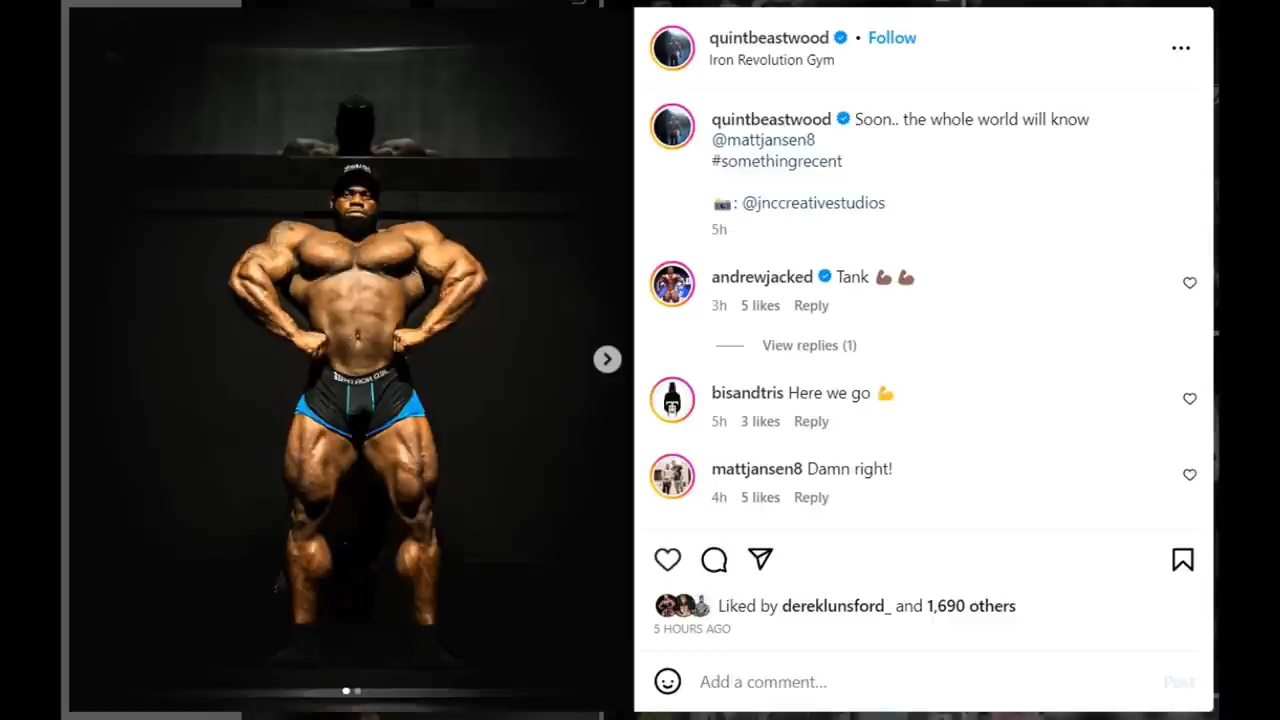 quintbeastwood • Follow
Iron Revolution Gym
quintbeastwood Soon.. the whole world will know
@mattjansen8
#somethingrecent
📸: @jnccreativestudios
5h
andrewjacked Tank 💪🏿💪🏿
3h 5 likes Reply
View replies (1)
bisandtris Here we go 💪
5h 3 likes Reply
mattjansen8 Damn right!
4h 5 likes Reply
Liked by dereklunsford_ and 1,690 others
5 HOURS AGO
Add a comment...
Post